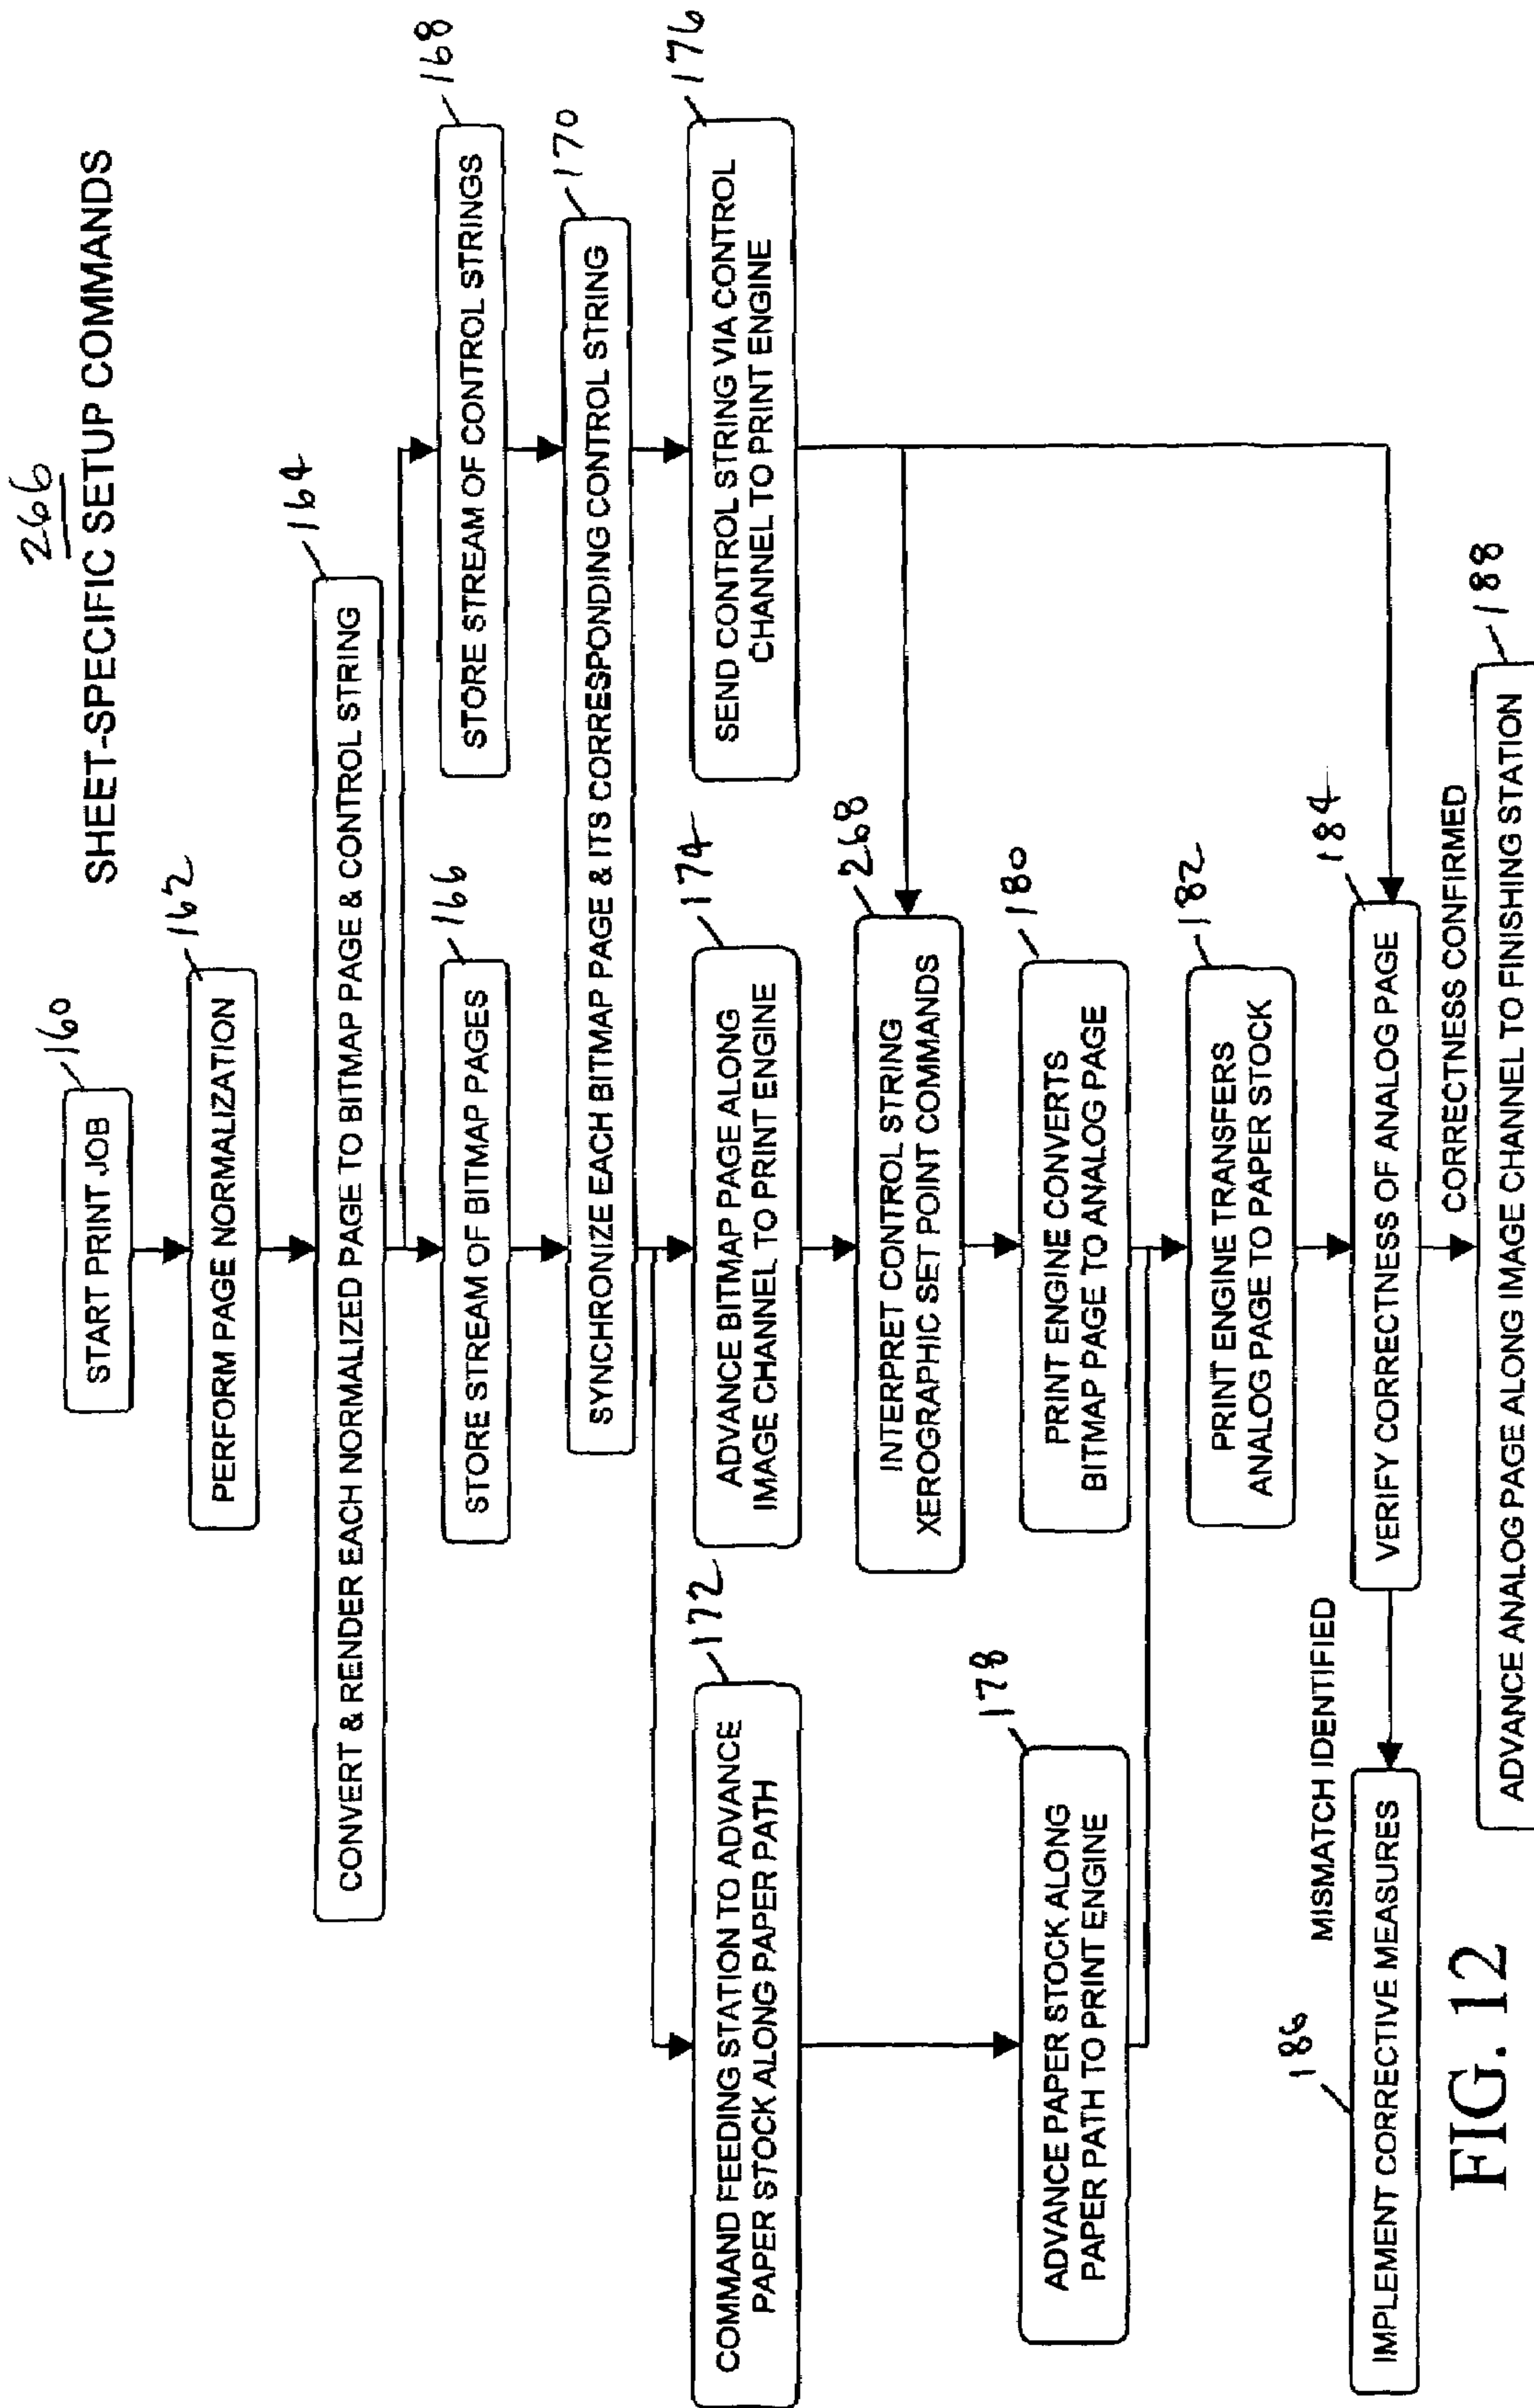 266
SHEET-SPECIFIC SETUP COMMANDS
160
START PRINT JOB
162
PERFORM PAGE NORMALIZATION
164
CONVERT & RENDER EACH NORMALIZED PAGE TO BITMAP PAGE & CONTROL STRING
166
STORE STREAM OF BITMAP PAGES
168
STORE STREAM OF CONTROL STRINGS
170
SYNCHRONIZE EACH BITMAP PAGE & ITS CORRESPONDING CONTROL STRING
172
COMMAND FEEDING STATION TO ADVANCE
PAPER STOCK ALONG PAPER PATH
174
ADVANCE BITMAP PAGE ALONG
IMAGE CHANNEL TO PRINT ENGINE
176
SEND CONTROL STRING VIA CONTROL
CHANNEL TO PRINT ENGINE
268
INTERPRET CONTROL STRING
XEROGRAPHIC SET POINT COMMANDS
178
ADVANCE PAPER STOCK ALONG
PAPER PATH TO PRINT ENGINE
180
PRINT ENGINE CONVERTS
BITMAP PAGE TO ANALOG PAGE
182
PRINT ENGINE TRANSFERS
ANALOG PAGE TO PAPER STOCK
184
VERIFY CORRECTNESS OF ANALOG PAGE
MISMATCH IDENTIFIED
186
IMPLEMENT CORRECTIVE MEASURES
CORRECTNESS CONFIRMED
188
ADVANCE ANALOG PAGE ALONG IMAGE CHANNEL TO FINISHING STATION
FIG. 12